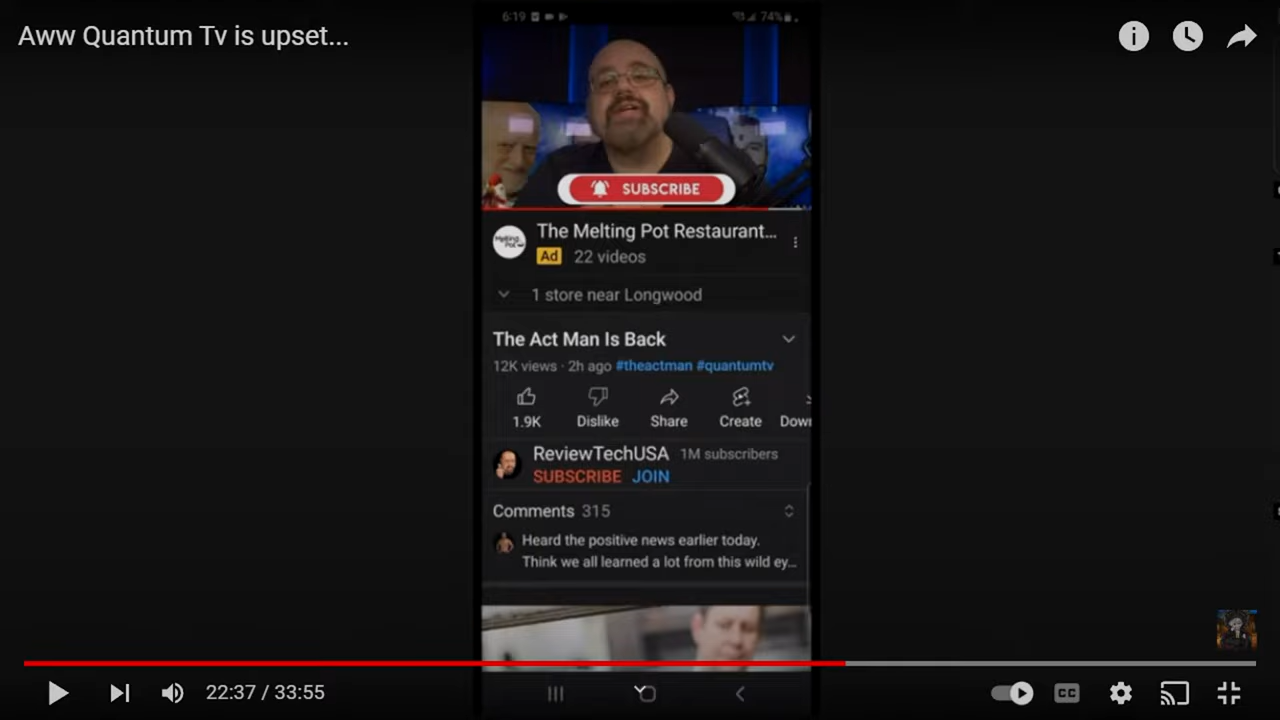 Aww Quantum Tv is upset...
6:19
74%
SUBSCRIBE
The Melting Pot Restaurant...
Ad 22 videos
1 store near Longwood
The Act Man Is Back
12K views · 2h ago #theactman #quantumtv
1.9K Dislike Share Create Down
ReviewTechUSA 1M subscribers
SUBSCRIBE JOIN
Comments 315
Heard the positive news earlier today.
Think we all learned a lot from this wild ey...
22:37 / 33:55
CC